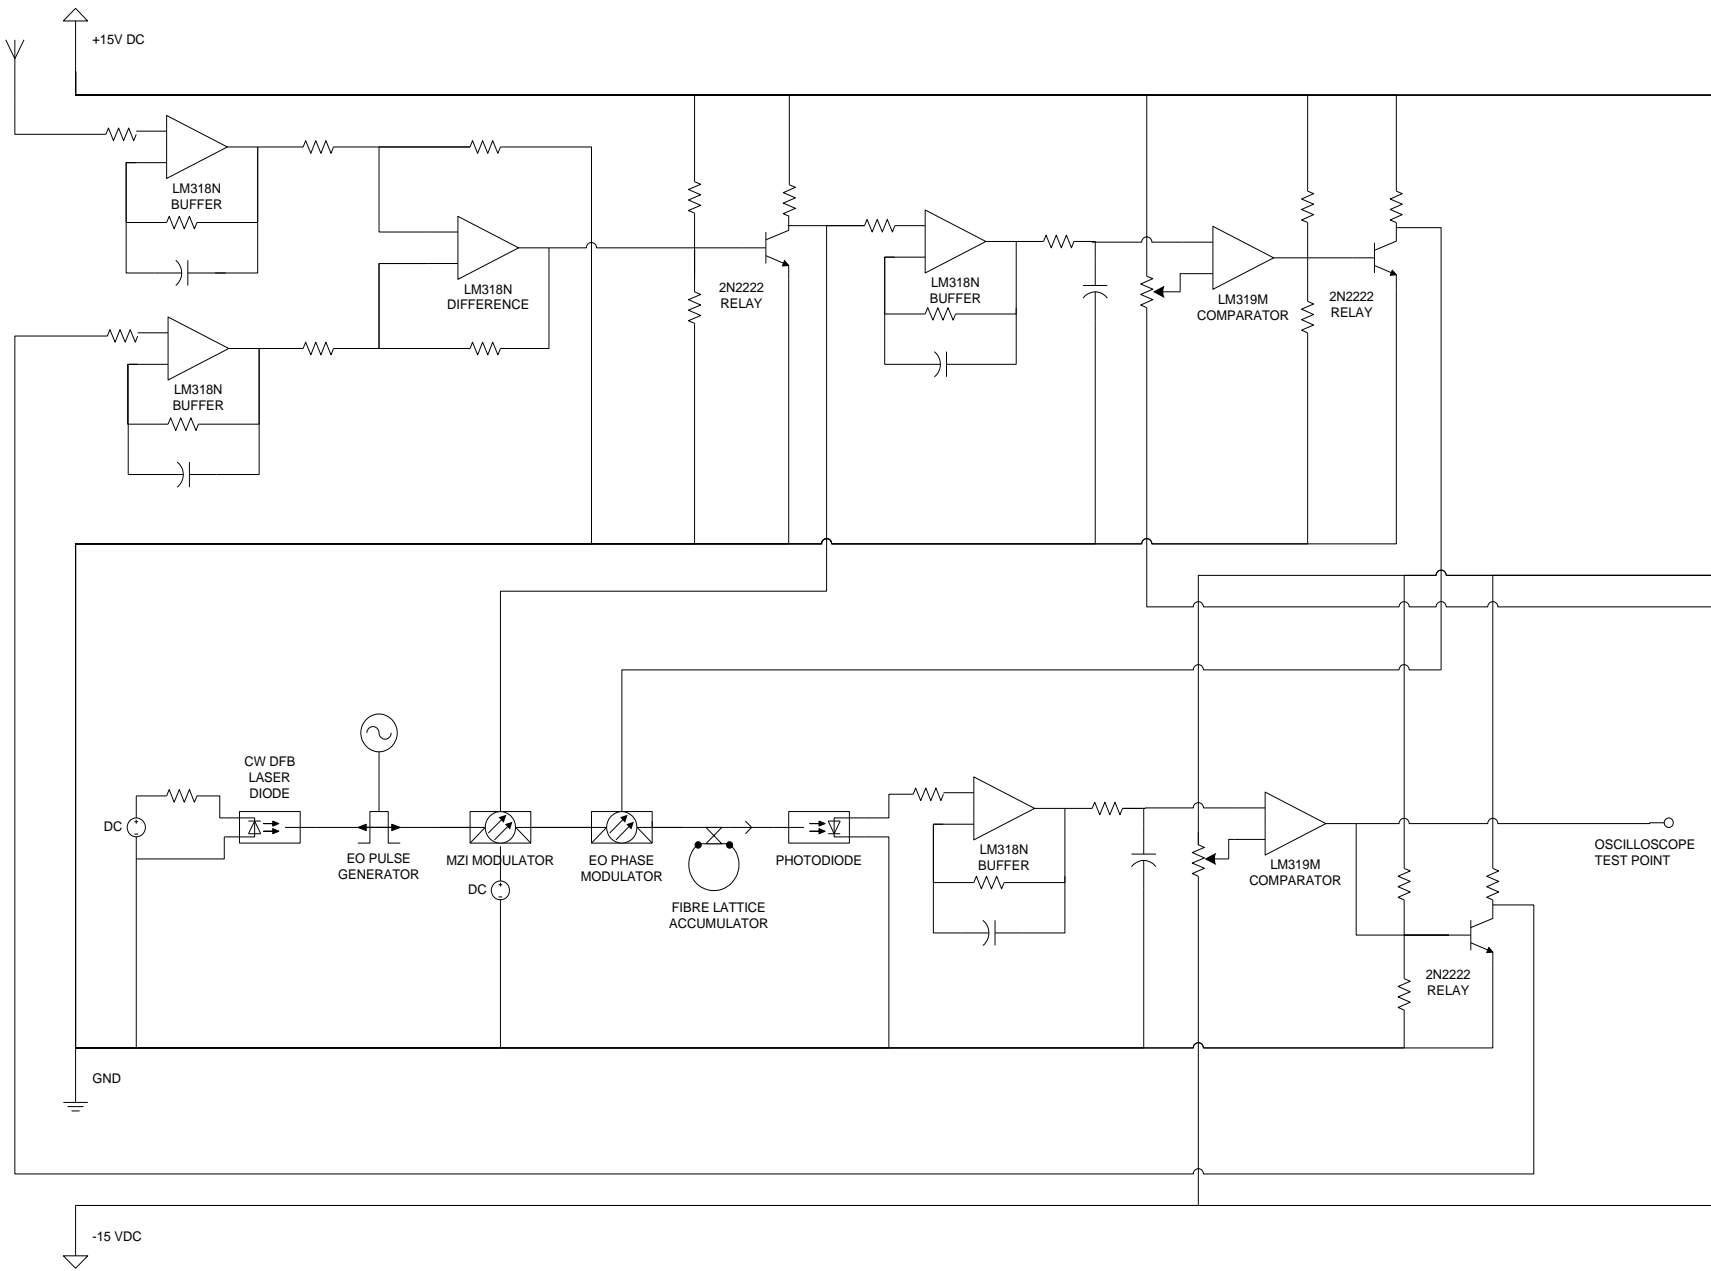 +15V DC
LM318N
BUFFER
LM318N
DIFFERENCE
2N2222
RELAY
LM318N
BUFFER
LM319M
COMPARATOR
2N2222
RELAY
LM318N
BUFFER
CW DFB
LASER
DIODE
DC
EO PULSE
GENERATOR
MZI MODULATOR
DC
EO PHASE
MODULATOR
FIBRE LATTICE
ACCUMULATOR
PHOTODIODE
LM318N
BUFFER
LM319M
COMPARATOR
OSCILLOSCOPE
TEST POINT
2N2222
RELAY
GND
-15 VDC